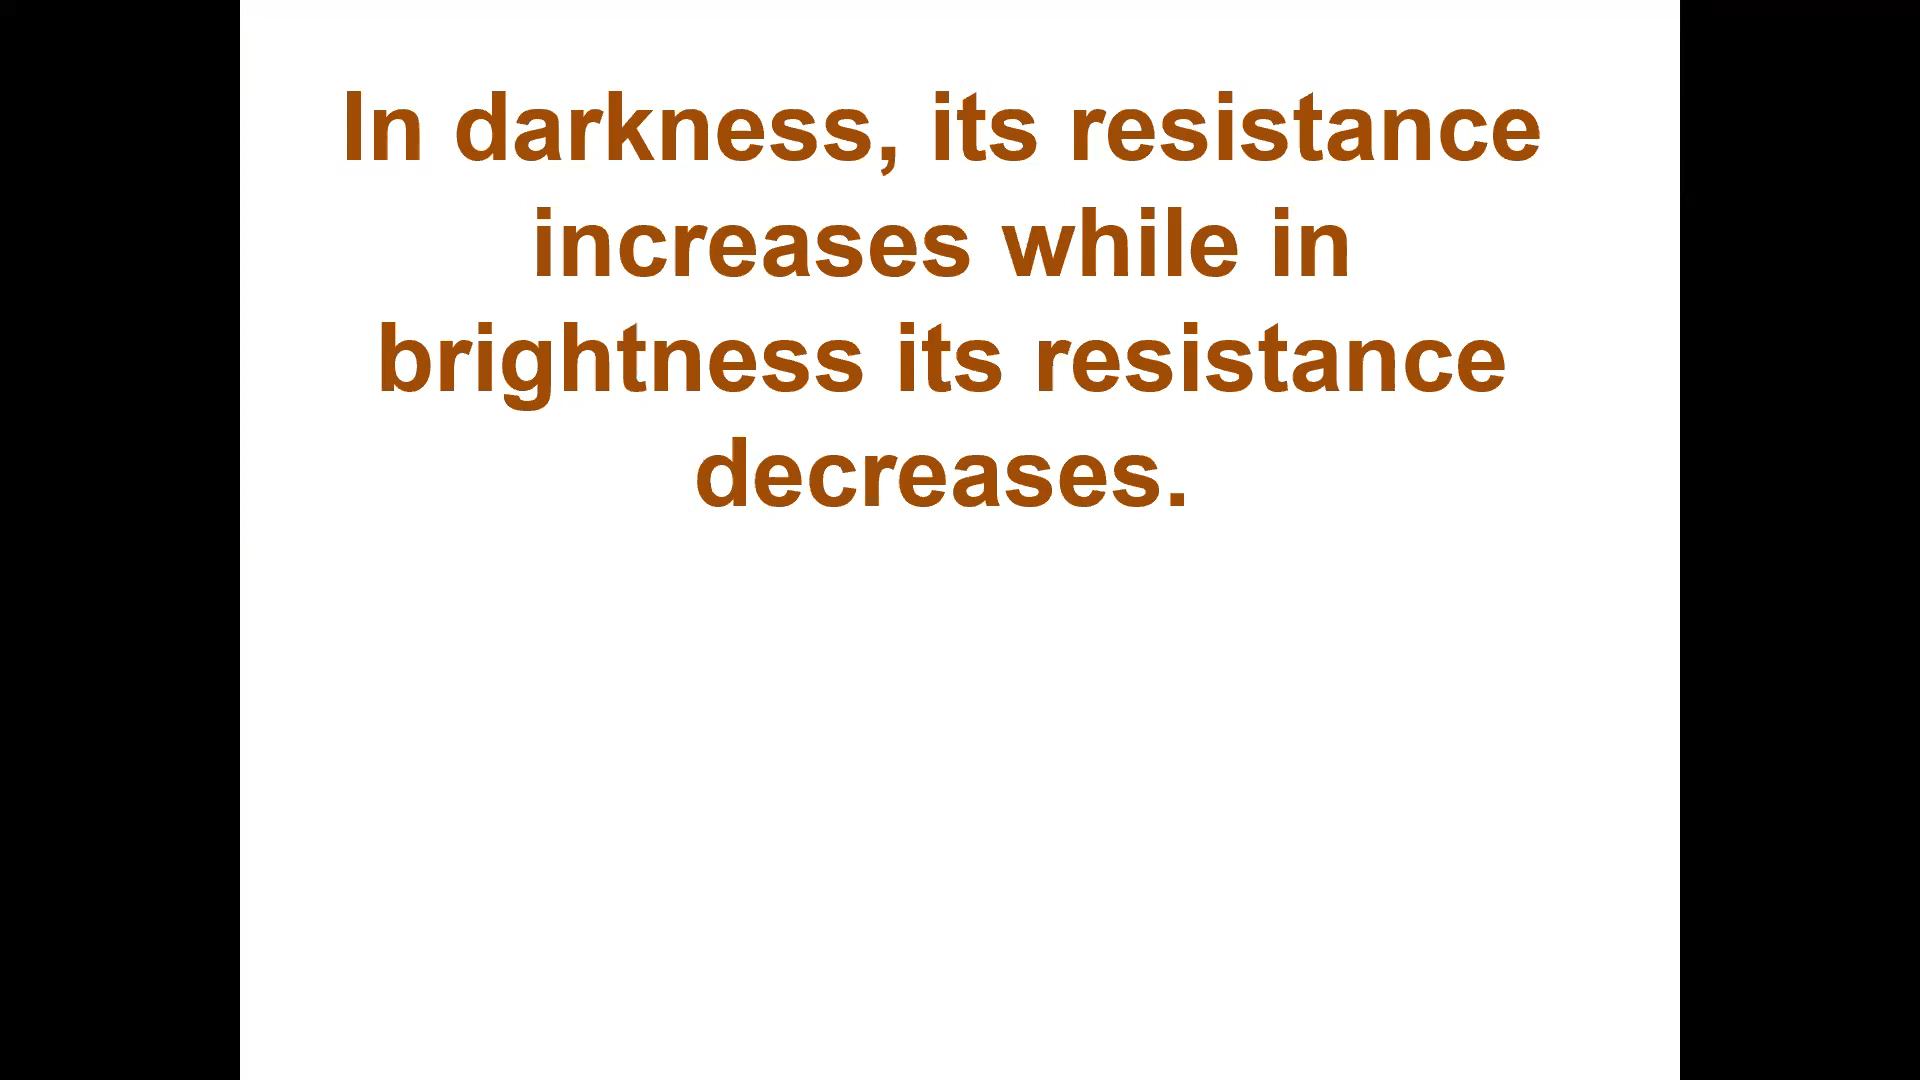 In darkness, its resistance
increases while in
brightness its resistance
decreases.